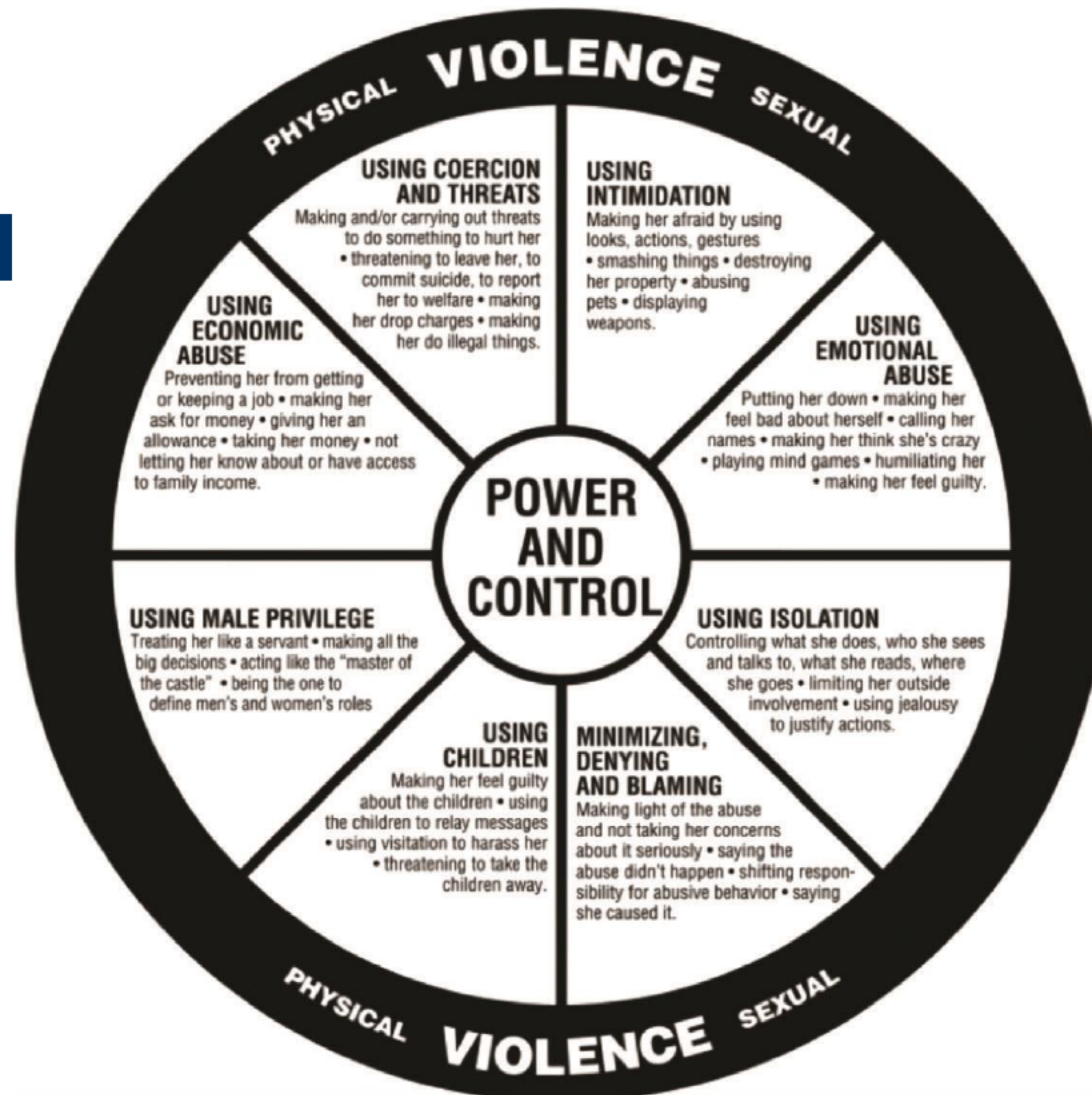 PHYSICAL VIOLENCE SEXUAL
USING COERCION
AND THREATS
Making and/or carrying out threats
to do something to hurt her
• threatening to leave her, to
commit suicide, to report
her to welfare • making
her drop charges • making
her do illegal things.
USING
INTIMIDATION
Making her afraid by using
looks, actions, gestures
• smashing things • destroying
her property • abusing
pets • displaying
weapons.
USING
ECONOMIC
ABUSE
Preventing her from getting
or keeping a job • making her
ask for money • giving her an
allowance • taking her money • not
letting her know about or have access
to family income.
USING
EMOTIONAL
ABUSE
Putting her down • making her
feel bad about herself • calling her
names • making her think she's crazy
• playing mind games • humiliating her
• making her feel guilty.
POWER
AND
CONTROL
USING MALE PRIVILEGE
Treating her like a servant • making all the
big decisions • acting like the "master of
the castle" • being the one to
define men's and women's roles
USING ISOLATION
Controlling what she does, who she sees
and talks to, what she reads, where
she goes • limiting her outside
involvement • using jealousy
to justify actions.
USING
CHILDREN
Making her feel guilty
about the children • using
the children to relay messages
• using visitation to harass her
• threatening to take the
children away.
MINIMIZING,
DENYING
AND BLAMING
Making light of the abuse
and not taking her concerns
about it seriously • saying the
abuse didn't happen • shifting respon-
sibility for abusive behavior • saying
she caused it.
PHYSICAL VIOLENCE SEXUAL